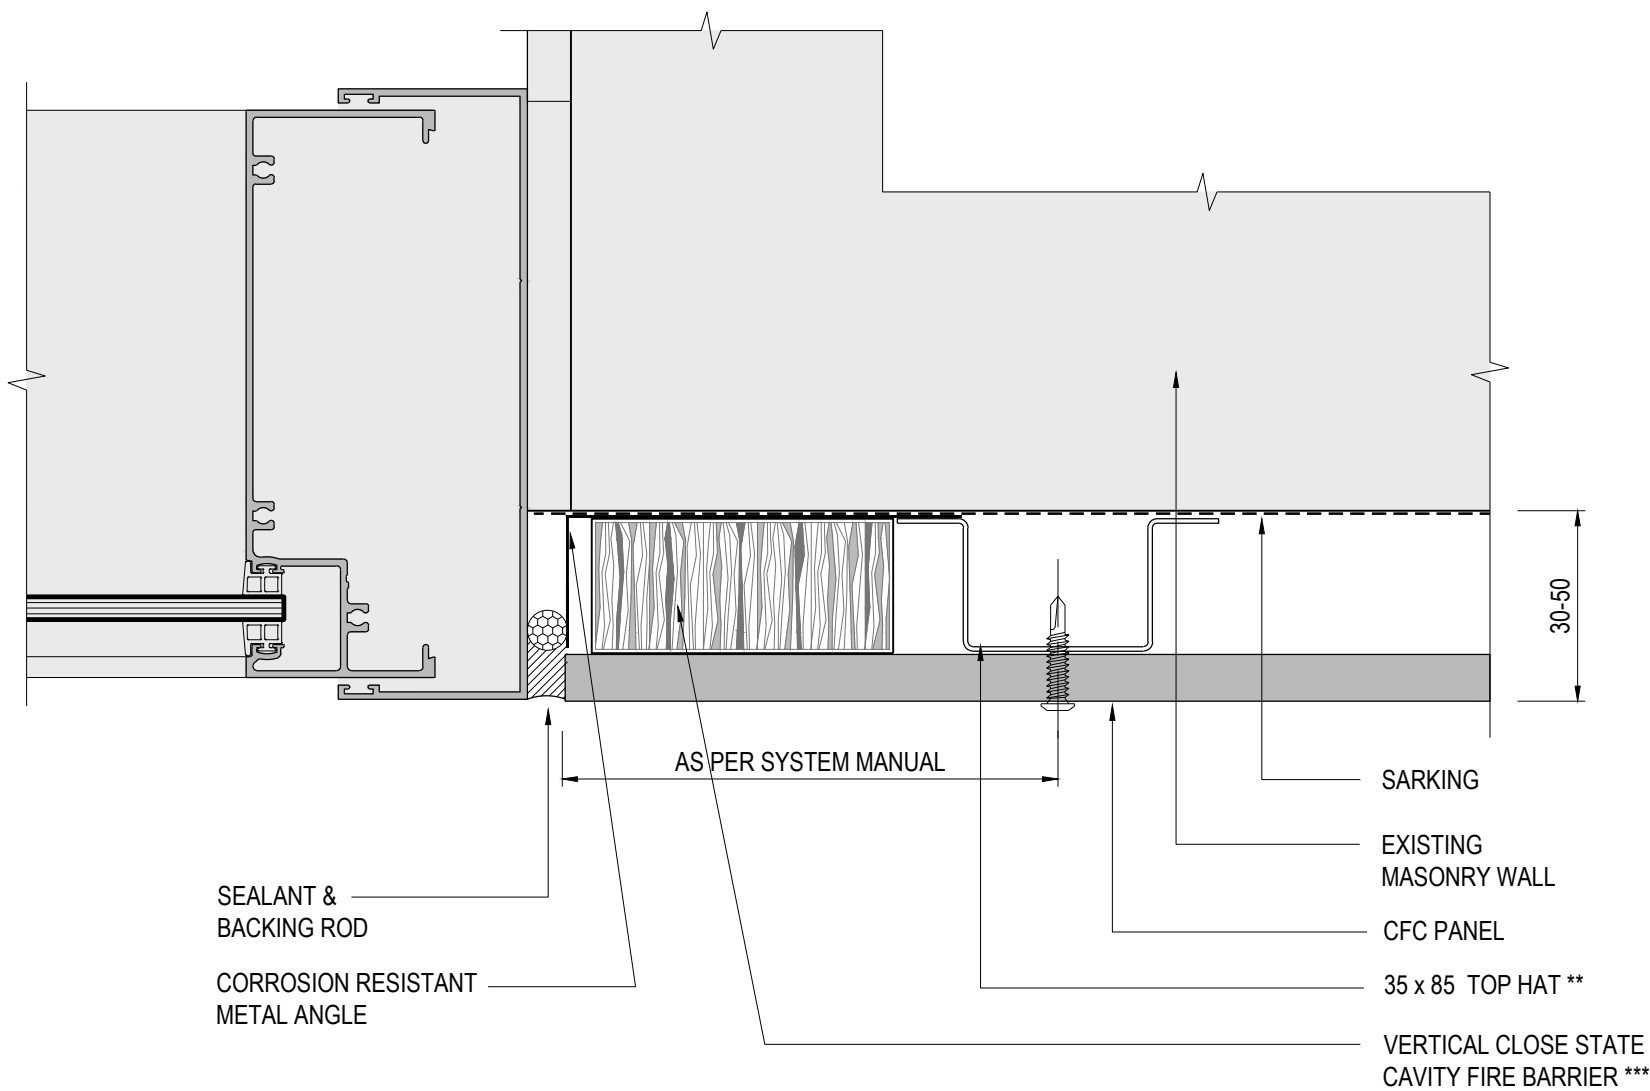 30-50
AS PER SYSTEM MANUAL
SARKING
EXISTING
MASONRY WALL
SEALANT &
BACKING ROD
CFC PANEL
CORROSION RESISTANT
METAL ANGLE
35 x 85 TOP HAT **
VERTICAL CLOSE STATE
CAVITY FIRE BARRIER ***